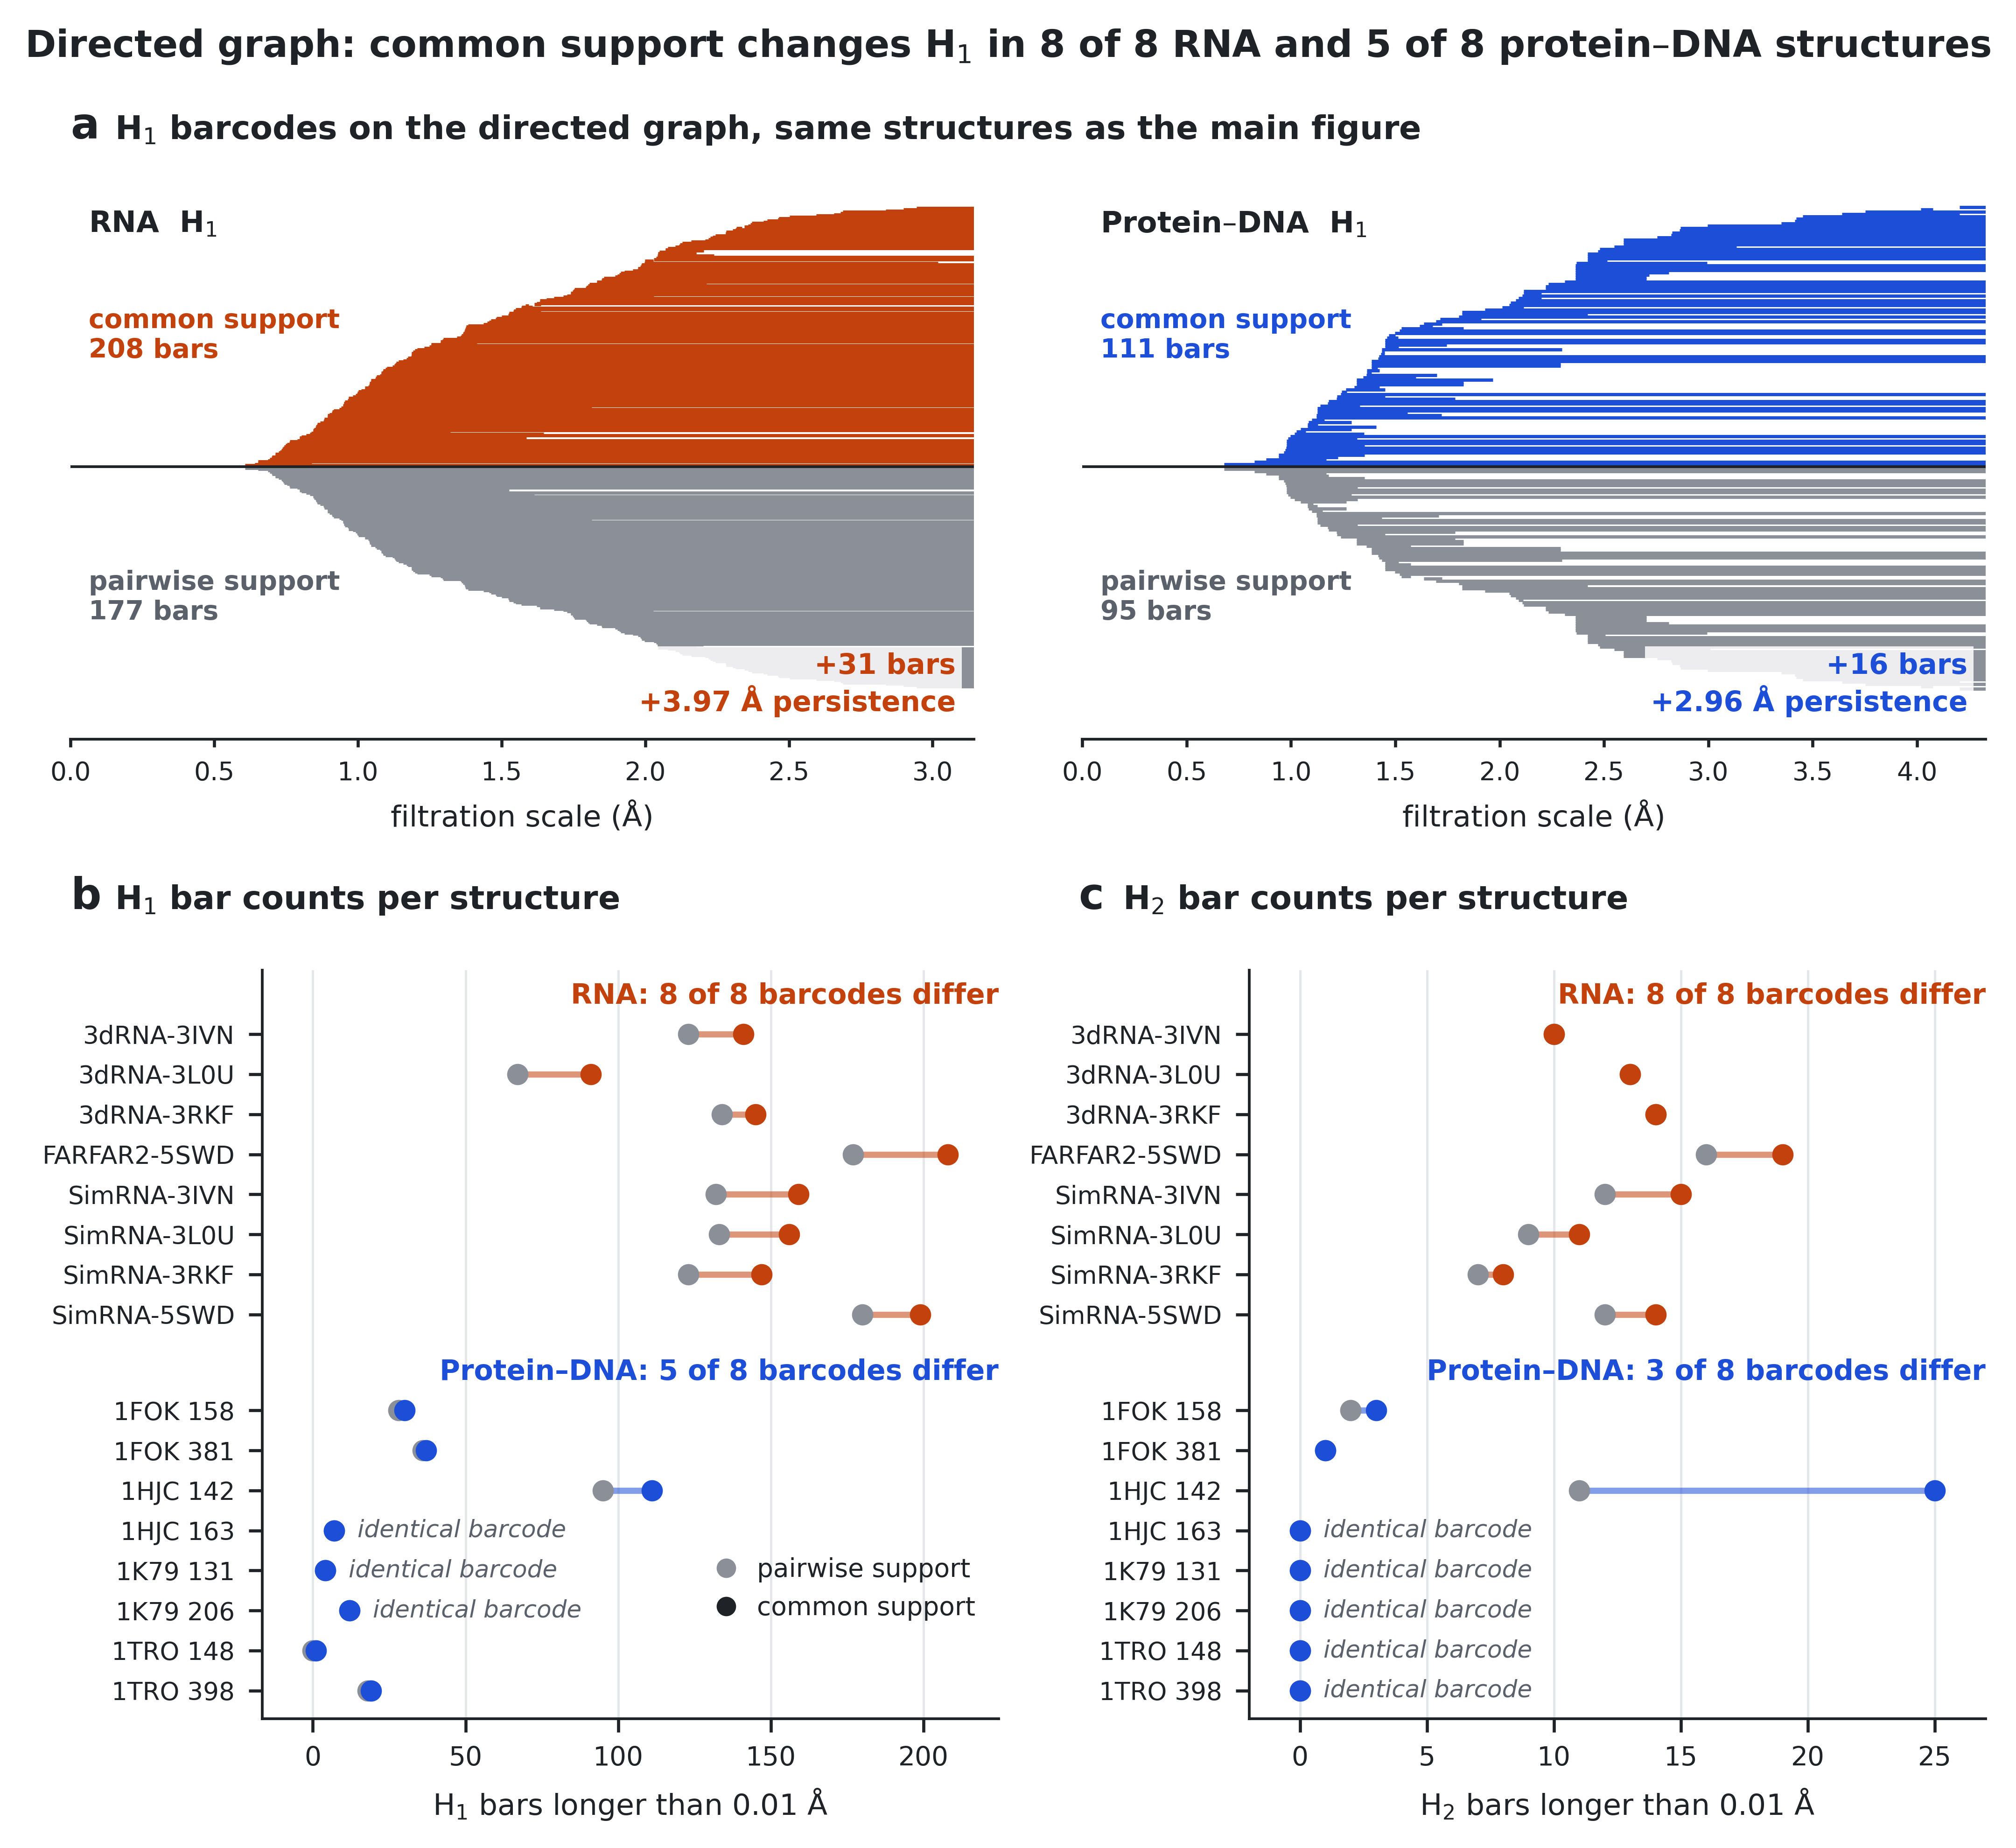 Directed graph: common support changes H₁ in 8 of 8 RNA and 5 of 8 protein–DNA structures
a H₁ barcodes on the directed graph, same structures as the main figure
RNA H₁
common support
208 bars
pairwise support
177 bars
+31 bars
+3.97 Å persistence
0.0 0.5 1.0 1.5 2.0 2.5 3.0
filtration scale (Å)
Protein–DNA H₁
common support
111 bars
pairwise support
95 bars
+16 bars
+2.96 Å persistence
0.0 0.5 1.0 1.5 2.0 2.5 3.0 3.5 4.0
filtration scale (Å)
b H₁ bar counts per structure
RNA: 8 of 8 barcodes differ
3dRNA-3IVN
3dRNA-3L0U
3dRNA-3RKF
FARFAR2-5SWD
SimRNA-3IVN
SimRNA-3L0U
SimRNA-3RKF
SimRNA-5SWD
Protein–DNA: 5 of 8 barcodes differ
1FOK 158
1FOK 381
1HJC 142
1HJC 163 identical barcode
1K79 131 identical barcode
1K79 206 identical barcode
1TRO 148
1TRO 398
pairwise support
common support
0 50 100 150 200
H₁ bars longer than 0.01 Å
c H₂ bar counts per structure
RNA: 8 of 8 barcodes differ
3dRNA-3IVN
3dRNA-3L0U
3dRNA-3RKF
FARFAR2-5SWD
SimRNA-3IVN
SimRNA-3L0U
SimRNA-3RKF
SimRNA-5SWD
Protein–DNA: 3 of 8 barcodes differ
1FOK 158
1FOK 381
1HJC 142
1HJC 163 identical barcode
1K79 131 identical barcode
1K79 206 identical barcode
1TRO 148 identical barcode
1TRO 398 identical barcode
0 5 10 15 20 25
H₂ bars longer than 0.01 Å